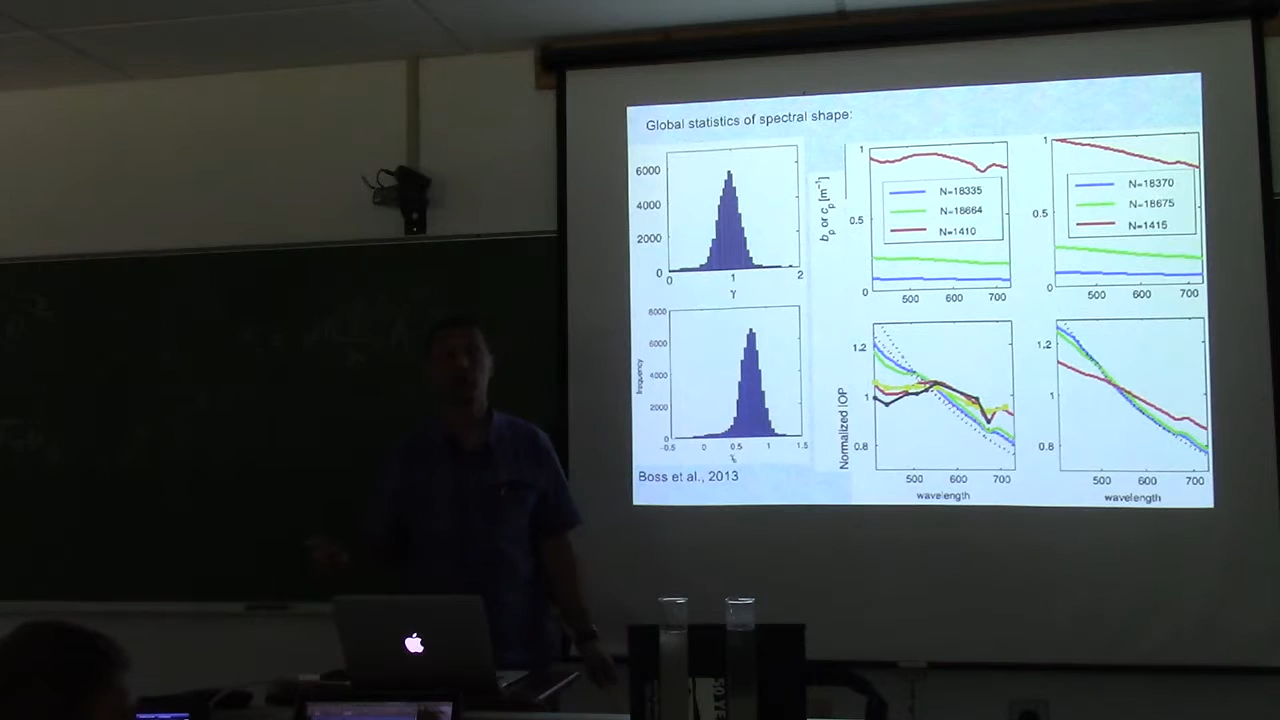 Global statistics of spectral shape:
6000
4000
2000
0
0
1
2
γ
8000
6000
4000
2000
0
frequency
-0.5
0
0.5
1
1.5
Boss et al., 2013
1
0.5
0
bp or cp [m⁻¹]
N=18335
N=18664
N=1410
500
600
700
1
0.5
0
N=18370
N=18675
N=1415
500
600
700
1.2
1
0.8
Normalized IOP
500
600
700
wavelength
1.2
1
0.8
500
600
700
wavelength